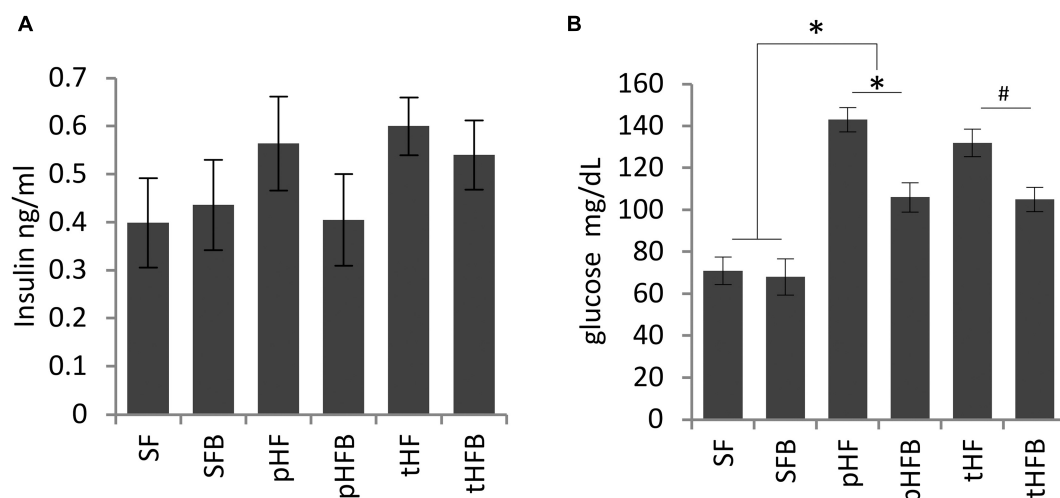 A
Insulin ng/ml
0.7
0.6
0.5
0.4
0.3
0.2
0.1
0
SF
SFB
pHF
pHFB
tHF
tHFB
B
glucose mg/dL
160
140
120
100
80
60
40
20
0
*
*
#
SF
SFB
pHF
pHFB
tHF
tHFB